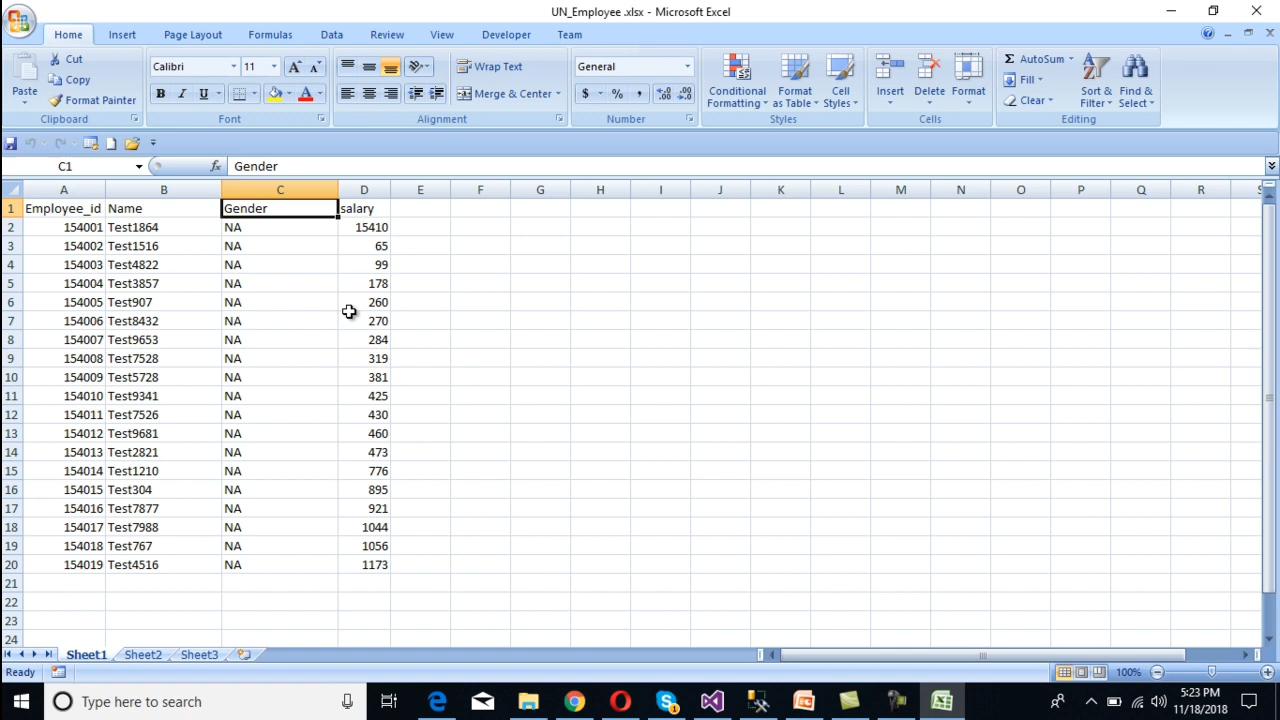 UN_Employee .xlsx - Microsoft Excel
Home Insert Page Layout Formulas Data Review View Developer Team
Paste
Cut
Copy
Format Painter
Clipboard
Calibri 11
B I U
Font
Wrap Text
Merge & Center
Alignment
General
$ % ,
Number
Conditional Formatting
Format as Table
Cell Styles
Styles
Insert Delete Format
Cells
Σ AutoSum
Fill
Clear
Sort & Filter
Find & Select
Editing
C1 fx Gender
A B C D E F G H I J K L M N O P Q R S
1 Employee_id Name Gender salary
2 154001 Test1864 NA 15410
3 154002 Test1516 NA 65
4 154003 Test4822 NA 99
5 154004 Test3857 NA 178
6 154005 Test907 NA 260
7 154006 Test8432 NA 270
8 154007 Test9653 NA 284
9 154008 Test7528 NA 319
10 154009 Test5728 NA 381
11 154010 Test9341 NA 425
12 154011 Test7526 NA 430
13 154012 Test9681 NA 460
14 154013 Test2821 NA 473
15 154014 Test1210 NA 776
16 154015 Test304 NA 895
17 154016 Test7877 NA 921
18 154017 Test7988 NA 1044
19 154018 Test767 NA 1056
20 154019 Test4516 NA 1173
21
22
23
24
Sheet1 Sheet2 Sheet3
Ready 100%
Type here to search
5:23 PM
11/18/2018